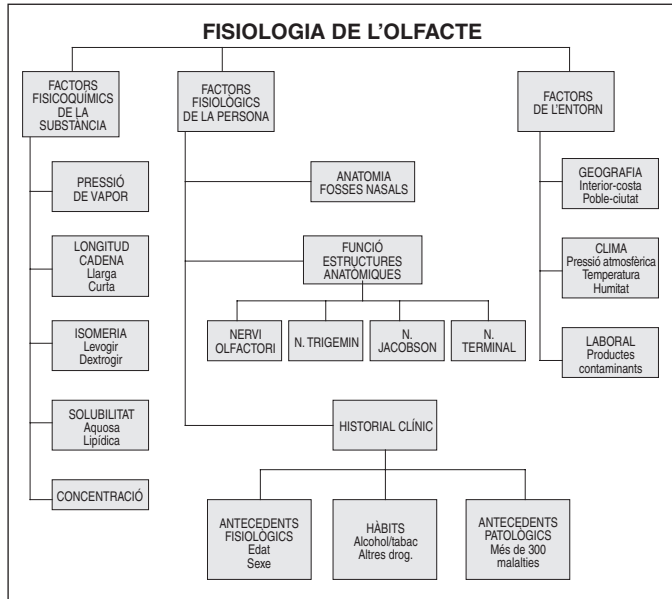 FISIOLOGIA DE L’OLFACTE
FACTORS
FISICOQUÍMICS
DE LA
SUBSTÀNCIA
PRESSIÓ
DE VAPOR
LONGITUD
CADENA
Llarga
Curta
ISOMERIA
Levogir
Dextrogir
SOLUBILITAT
Aquosa
Lipídica
CONCENTRACIÓ
FACTORS
FISIOLÒGICS
DE LA PERSONA
ANATOMIA
FOSSES NASALS
FUNCIÓ
ESTRUCTURES
ANATÒMIQUES
NERVI
OLFACTORI
N. TRIGEMIN
N.
JACOBSON
N.
TERMINAL
HISTORIAL CLÍNIC
ANTECEDENTS
FISIOLÒGICS
Edat
Sexe
HÀBITS
Alcohol/tabac
Altres drog.
ANTECEDENTS
PATOLÒGICS
Més de 300
malalties
FACTORS
DE L’ENTORN
GEOGRAFIA
Interior-costa
Poble-ciutat
CLIMA
Pressió atmosfèrica
Temperatura
Humitat
LABORAL
Productes
contaminants